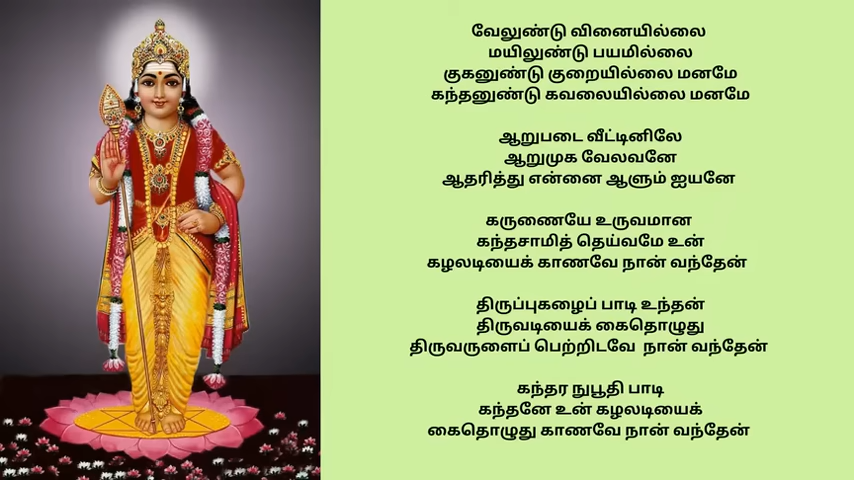 வேலுண்டு வினையில்லை
மயிலுண்டு பயமில்லை
குகனுண்டு குறையில்லை மனமே
கந்தனுண்டு கவலையில்லை மனமே
ஆறுபடை வீட்டினிலே
ஆறுமுக வேலவனே
ஆதரித்து என்னை ஆளும் ஐயனே
கருணையே உருவமான
கந்தசாமித் தெய்வமே உன்
கழலடியைக் காணவே நான் வந்தேன்
திருப்புகழைப் பாடி உந்தன்
திருவடியைக் கைதொழுது
திருவருளைப் பெற்றிடவே நான் வந்தேன்
கந்தர நுபூதி பாடி
கந்தனே உன் கழலடியைக்
கைதொழுது காணவே நான் வந்தேன்